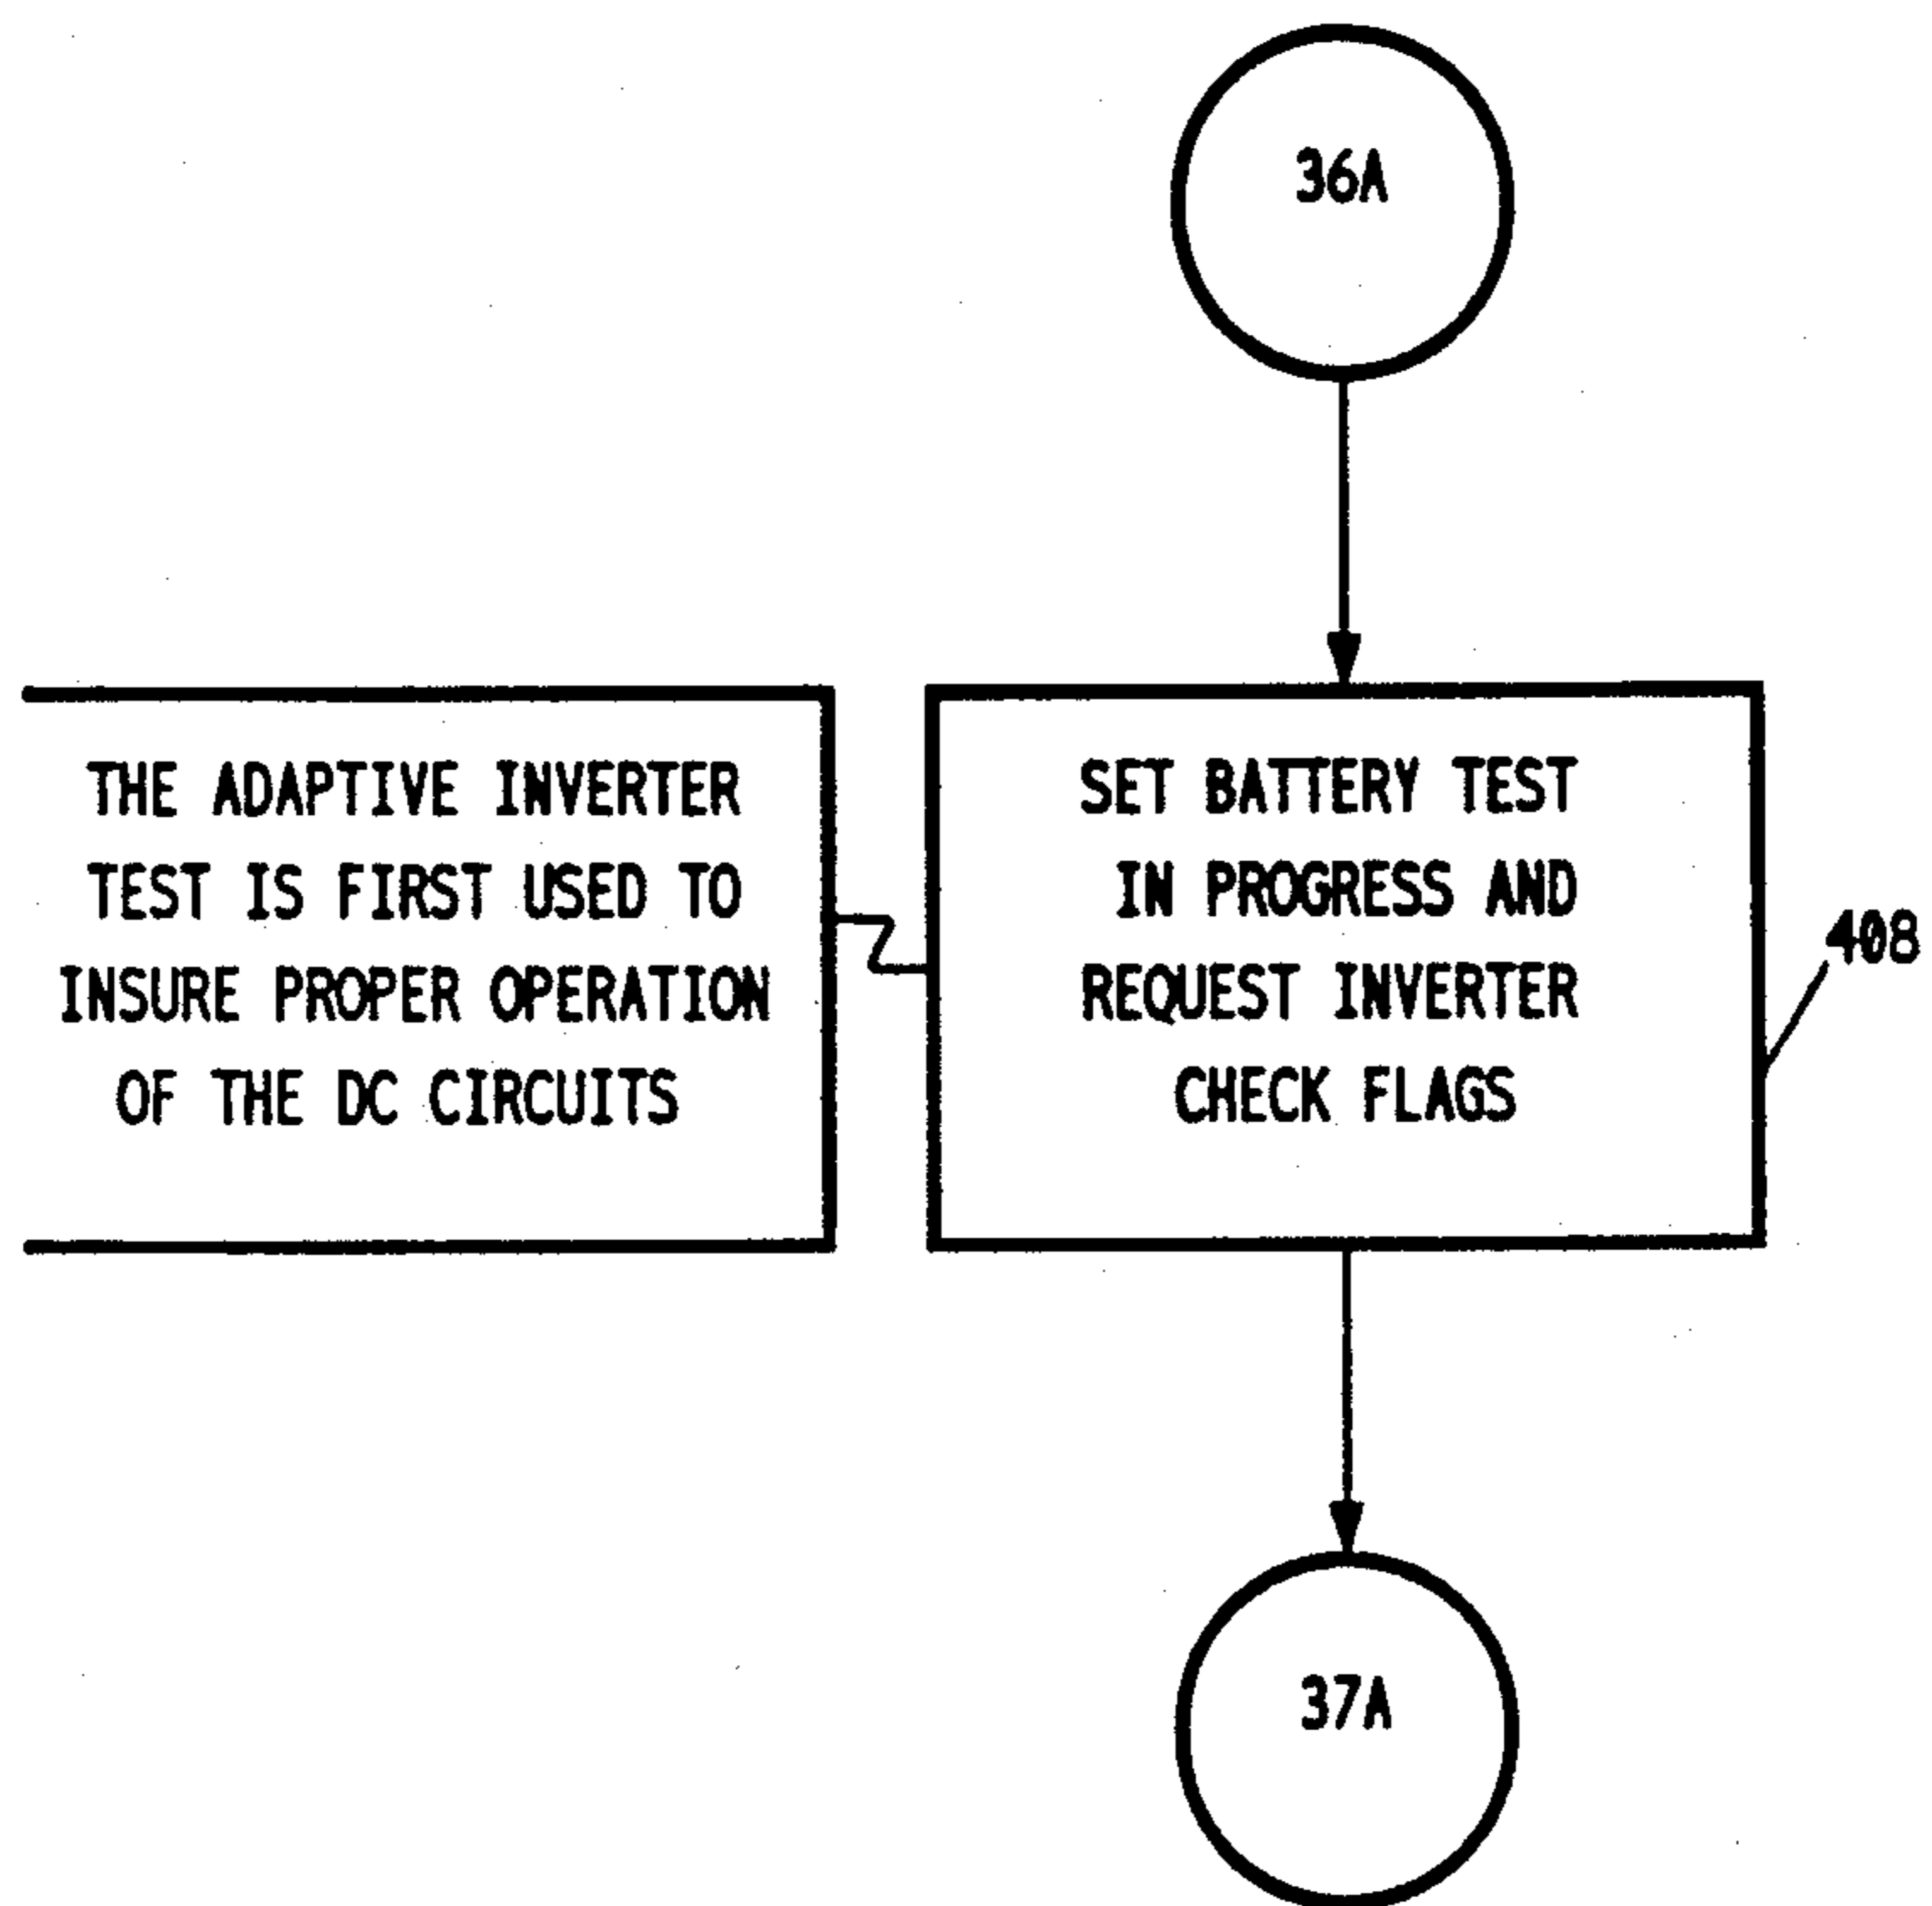 36A
THE ADAPTIVE INVERTER
TEST IS FIRST USED TO
INSURE PROPER OPERATION
OF THE DC CIRCUITS
SET BATTERY TEST
IN PROGRESS AND
REQUEST INVERTER
CHECK FLAGS
408
37A